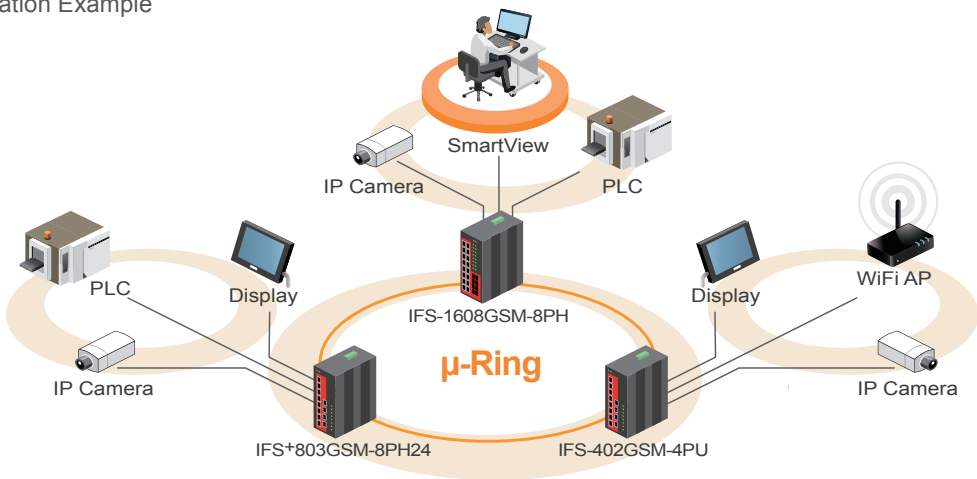 ation Example
SmartView
IP Camera
PLC
PLC
Display
IFS-1608GSM-8PH
Display
WiFi AP
IP Camera
µ-Ring
IP Camera
IFS+803GSM-8PH24
IFS-402GSM-4PU